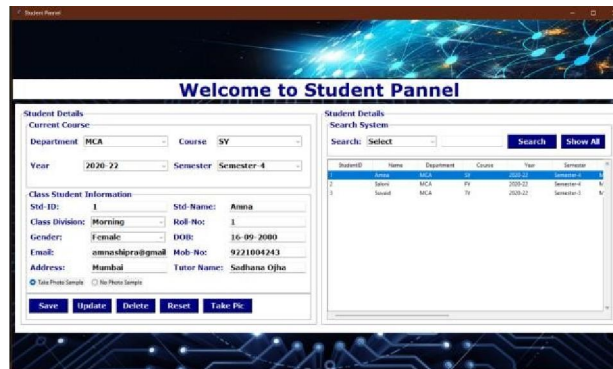 Student Pannel
Welcome to Student Pannel
Student Details
Current Course
Department MCA Course SY
Year 2020-22 Semester Semester-4
Class Student Information
Std-ID: 1 Std-Name: Amna
Class Division: Morning Roll-No: 1
Gender: Female DOB: 16-09-2000
Email: amnashipra@gmail Mob-No: 9221004243
Address: Mumbai Tutor Name: Sadhana Ojha
Take Photo Sample No Photo Sample
Save Update Delete Reset Take Pic
Student Details
Search System
Search: Select Search Show All
StudentID Name Department Course Year Semester
1 Amna MCA SY 2020-22 Semester-4 M
2 Saloni MCA FY 2020-22 Semester-4 M
3 MCA TY 2020-22 Semester-3 M